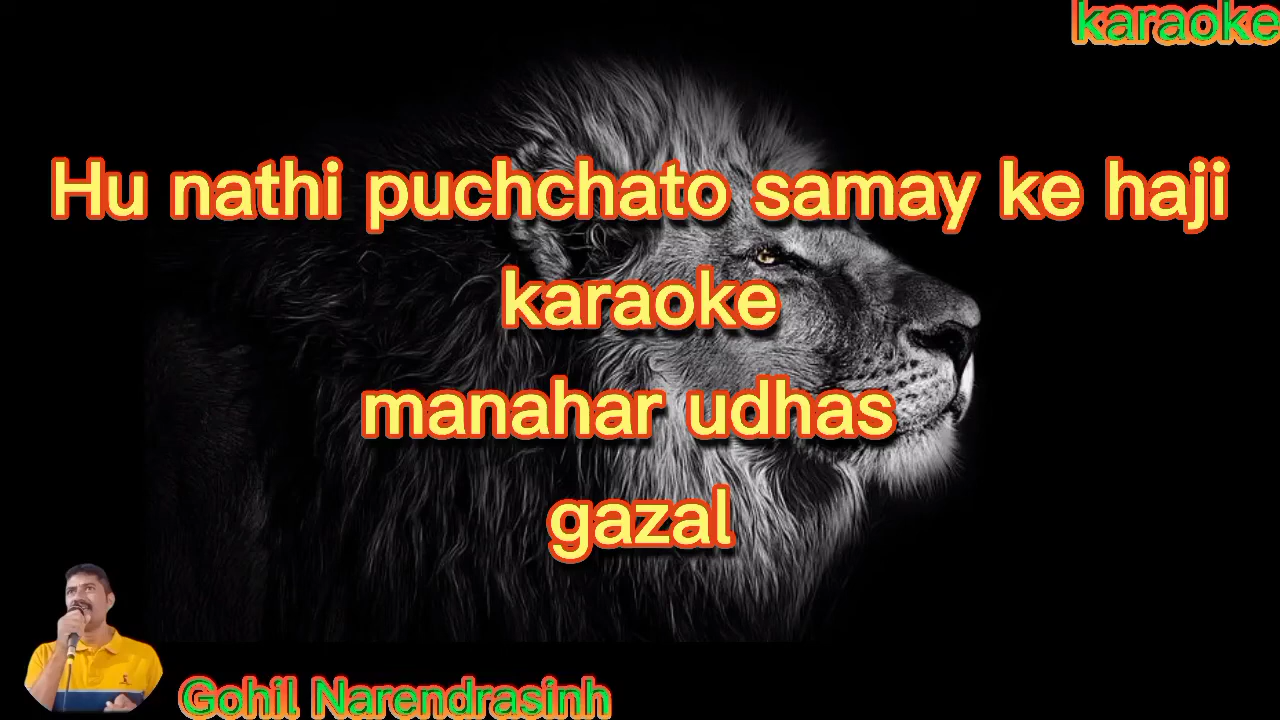 karaoke
Hu nathi puchchato samay ke haji
karaoke
manahar udhas
gazal
Gohil Narendrasinh